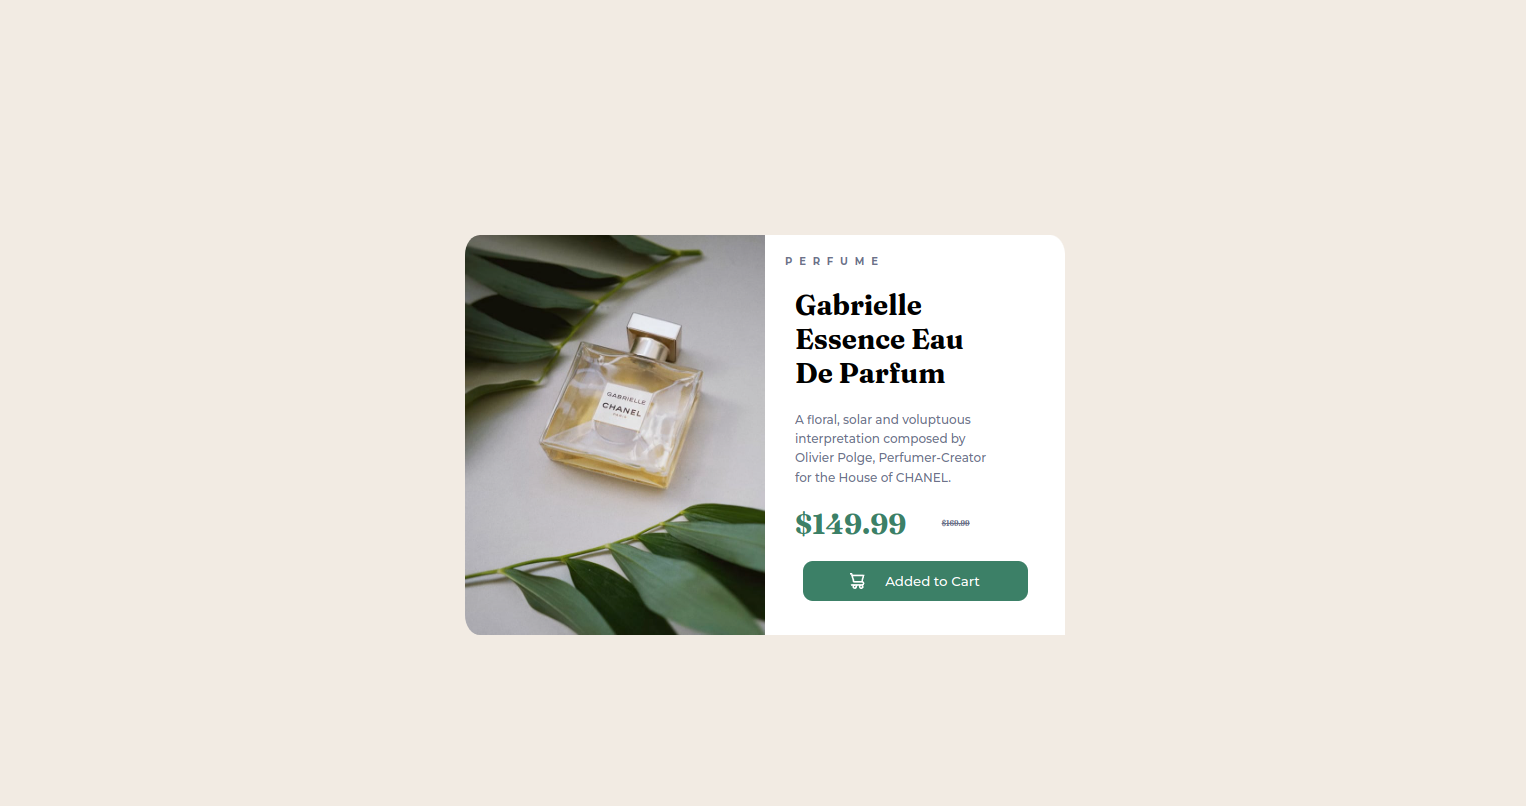 PERFUME
Gabrielle
Essence Eau
De Parfum
A floral, solar and voluptuous
interpretation composed by
Olivier Polge, Perfumer-Creator
for the House of CHANEL.
$149.99 $169.99
Added to Cart
GABRIELLE
CHANEL
PARIS